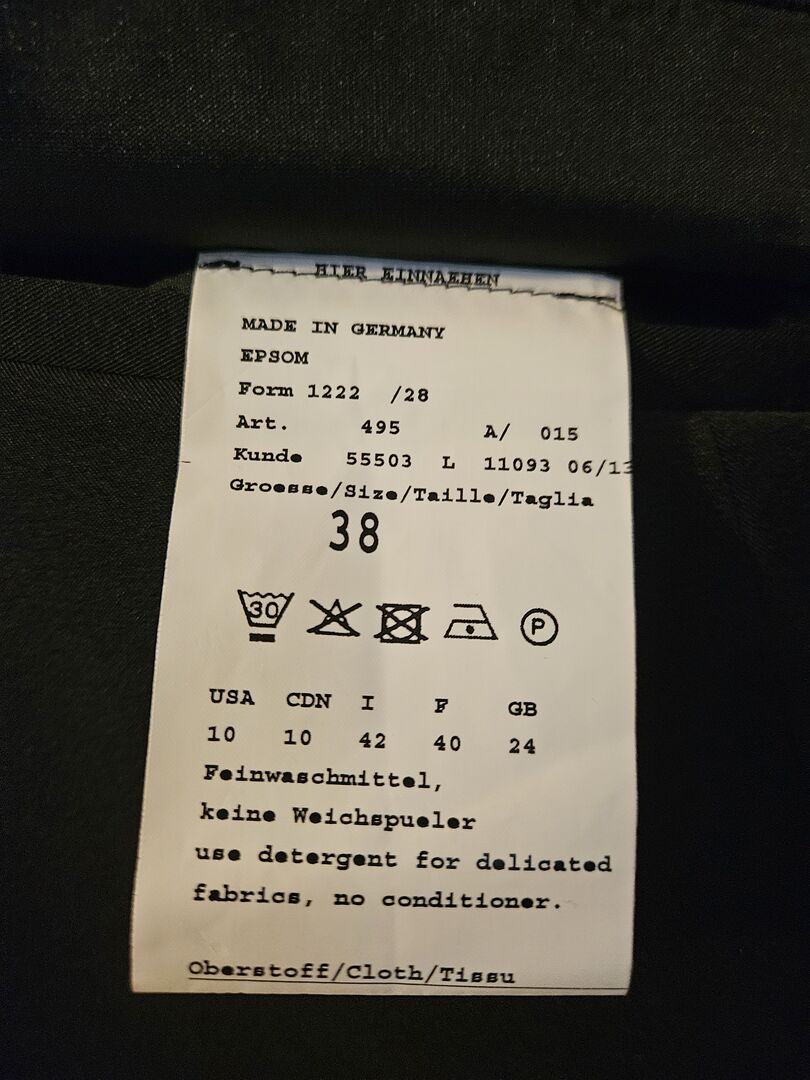 HIER EINNAEHEN
MADE IN GERMANY
EPSOM
Form 1222 /28
Art. 495 A/ 015
Kunde 55503 L 11093 06/13
Groesse/Size/Taille/Taglia
38
30 P
USA CDN I F GB
10 10 42 40 24
Feinwaschmittel,
keine Weichspueler
use detergent for delicated
fabrics, no conditioner.
Oberstoff/Cloth/Tissu